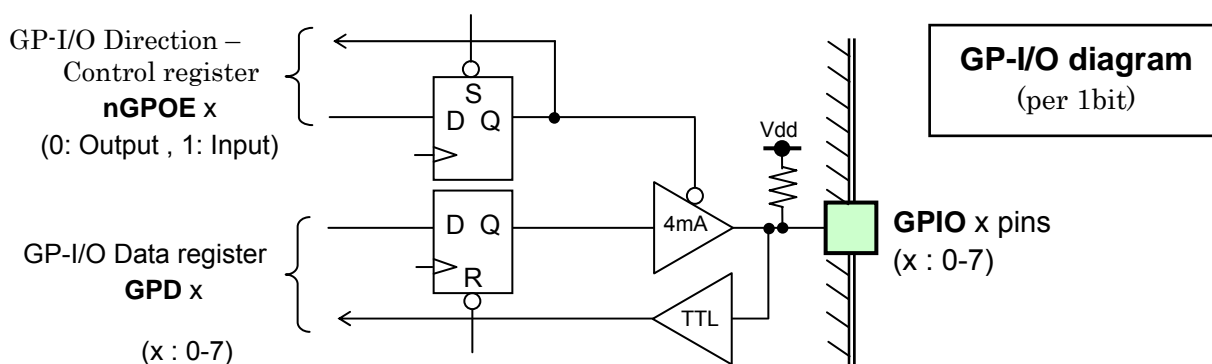 GP-I/O Direction –
Control register
nGPOE x
(0: Output , 1: Input)
S
D Q
GP-I/O diagram
(per 1bit)
Vdd
D Q
R
4mA
GPIO x pins
(x : 0-7)
GP-I/O Data register
GPD x
(x : 0-7)
TTL